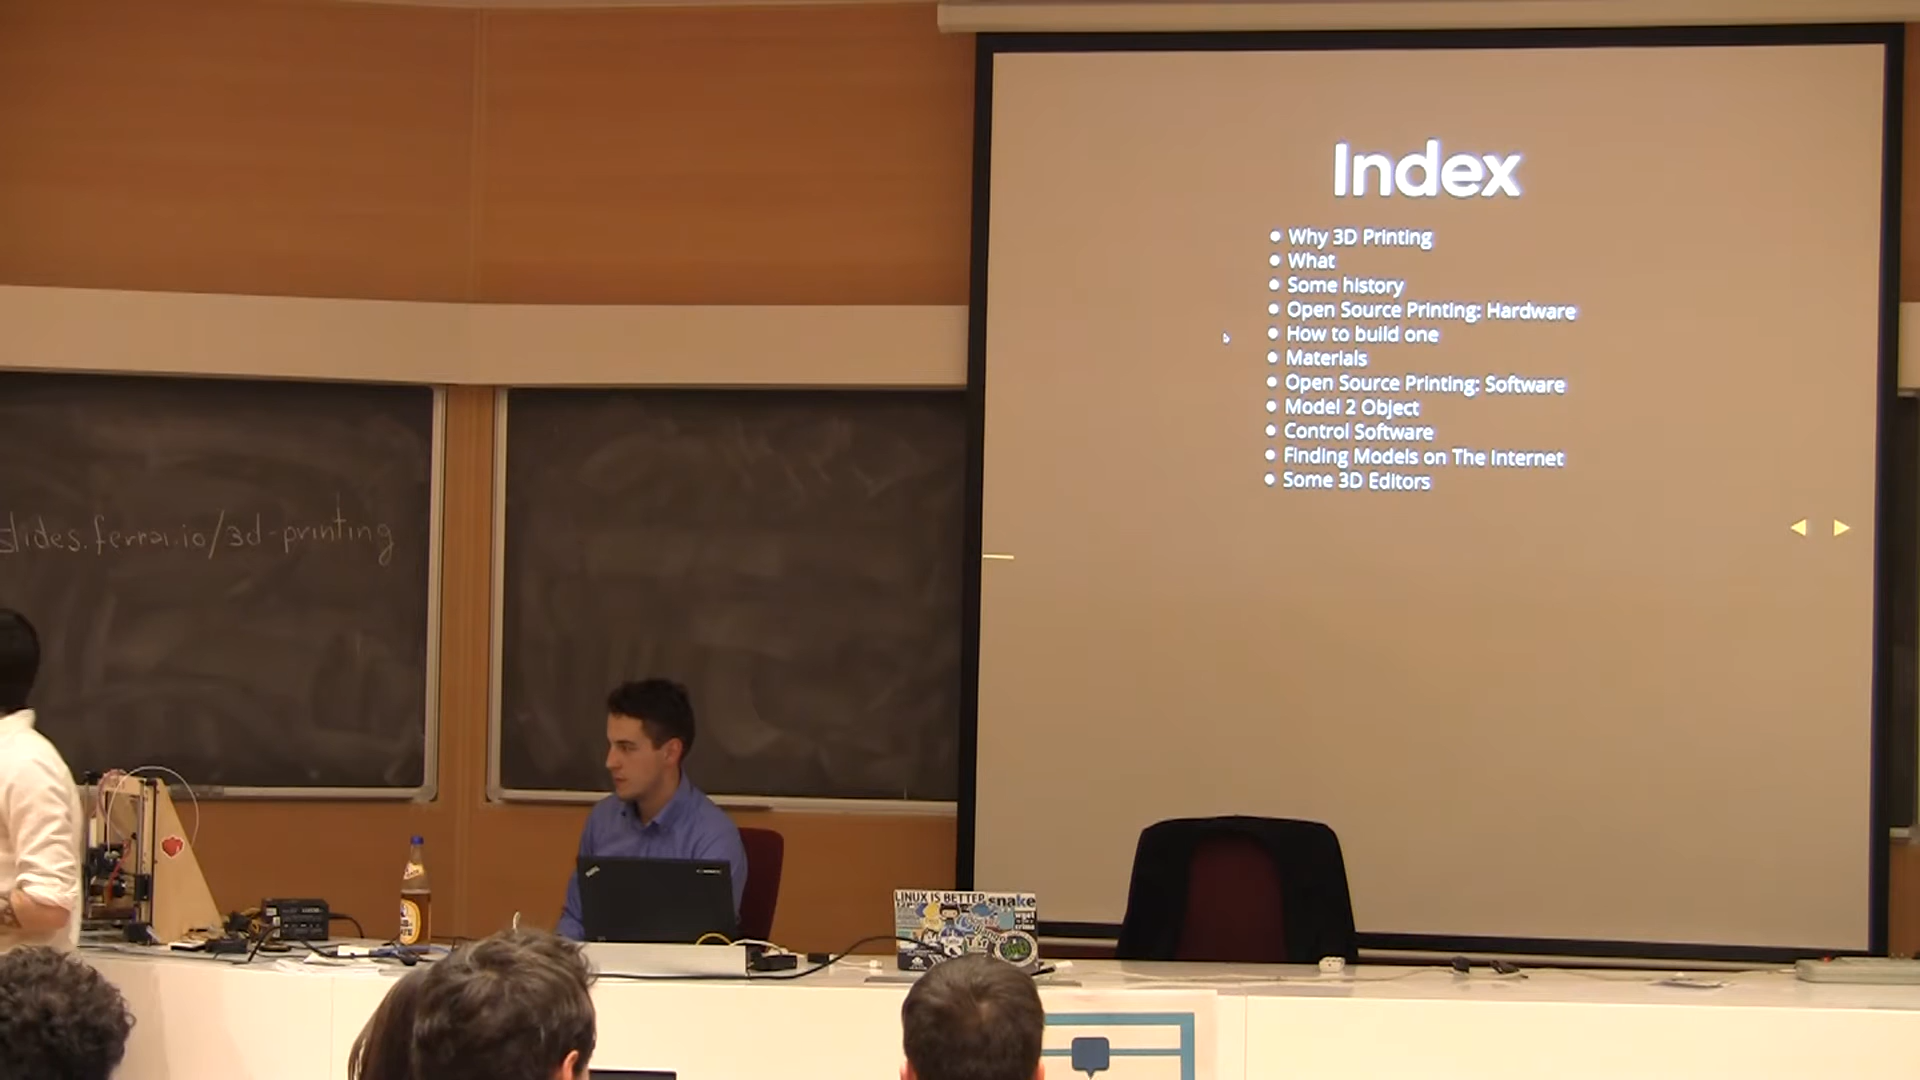 Index
Why 3D Printing
What
Some history
Open Source Printing: Hardware
How to build one
Materials
Open Source Printing: Software
Model 2 Object
Control Software
Finding Models on The Internet
Some 3D Editors
slides.ferrai.io/3d-printing
LINUX IS BETTER
snake